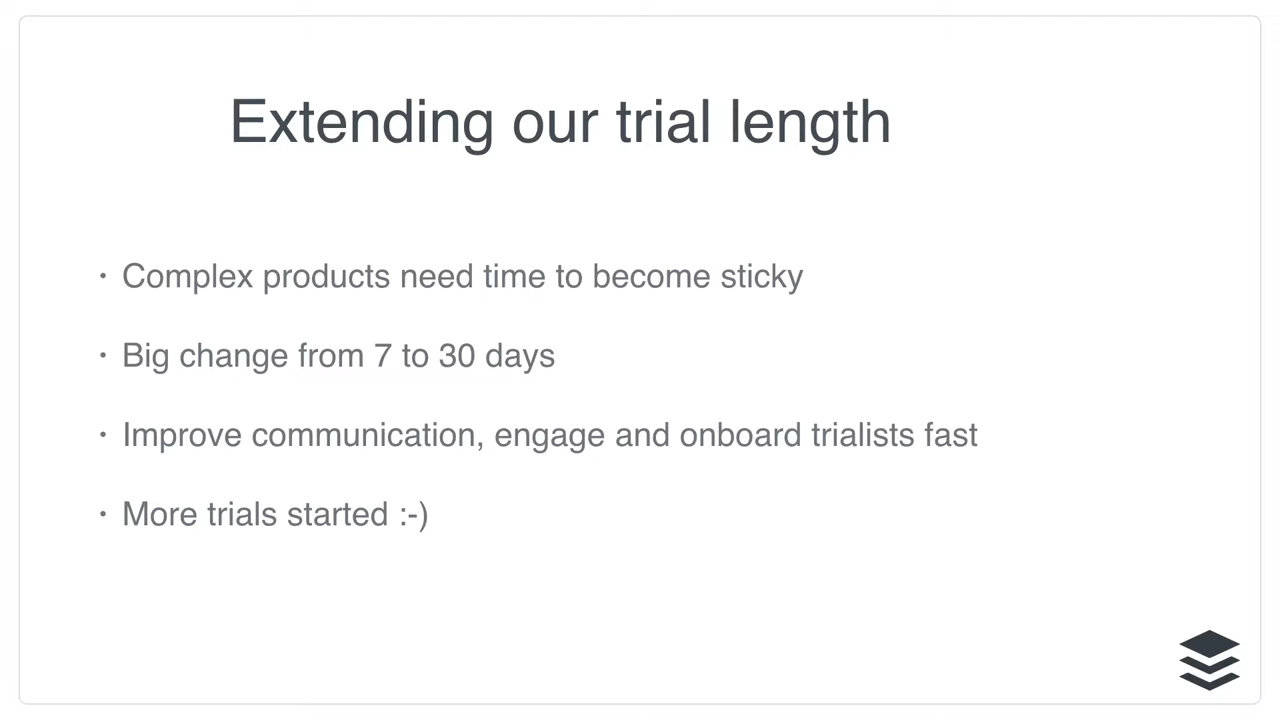 Extending our trial length
· Complex products need time to become sticky
· Big change from 7 to 30 days
· Improve communication, engage and onboard trialists fast
· More trials started :-)